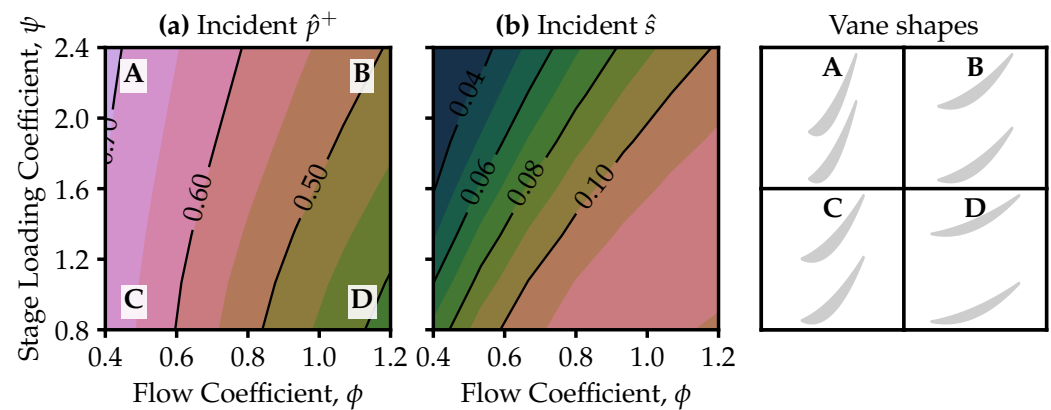 (a) Incident p̂⁺
(b) Incident ŝ
Vane shapes
Stage Loading Coefficient, ψ
2.4
2.0
1.6
1.2
0.8
A
B
C
D
0.60
0.50
0.4 0.6 0.8 1.0 1.2
Flow Coefficient, ϕ
0.04
0.06
0.08
0.10
0.4 0.6 0.8 1.0 1.2
Flow Coefficient, ϕ
A
B
C
D